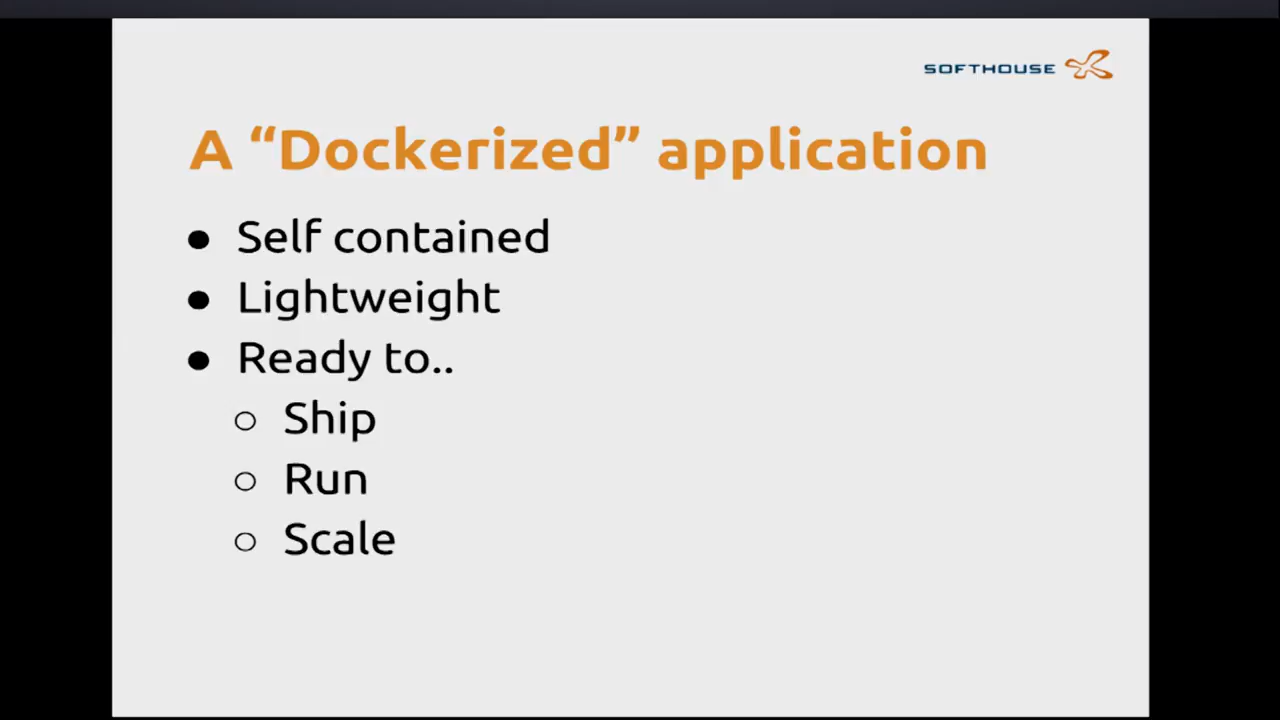 SOFTHOUSE
A “Dockerized” application
● Self contained
● Lightweight
● Ready to..
○ Ship
○ Run
○ Scale